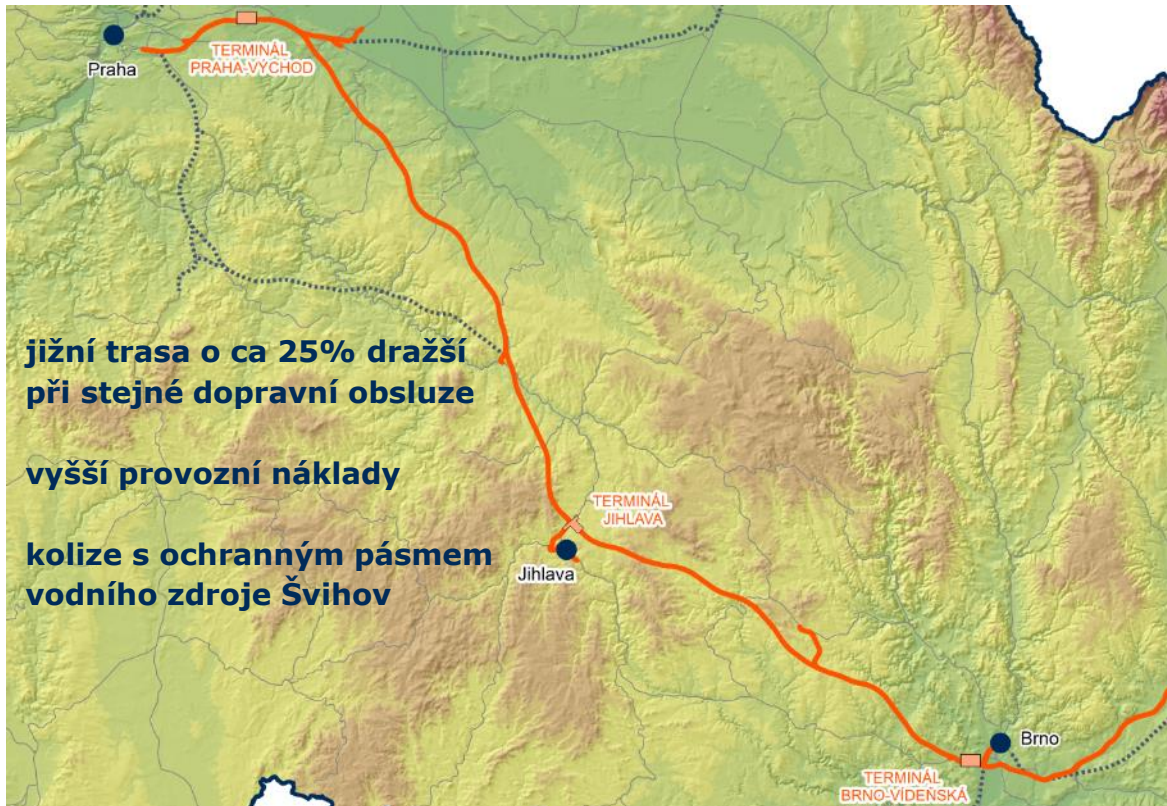 Praha
TERMINÁL
PRAHA-VÝCHOD
jižní trasa o ca 25% dražší
při stejné dopravní obsluze
vyšší provozní náklady
kolize s ochranným pásmem
vodního zdroje Švihov
TERMINÁL
JIHLAVA
Jihlava
Brno
TERMINÁL
BRNO-VÍDEŇSKÁ